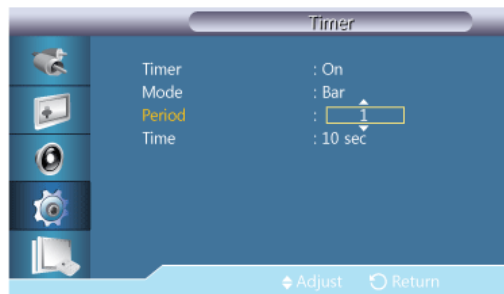 Timer
Timer : On
Mode : Bar
Period : 1
Time : 10 sec
Adjust Return